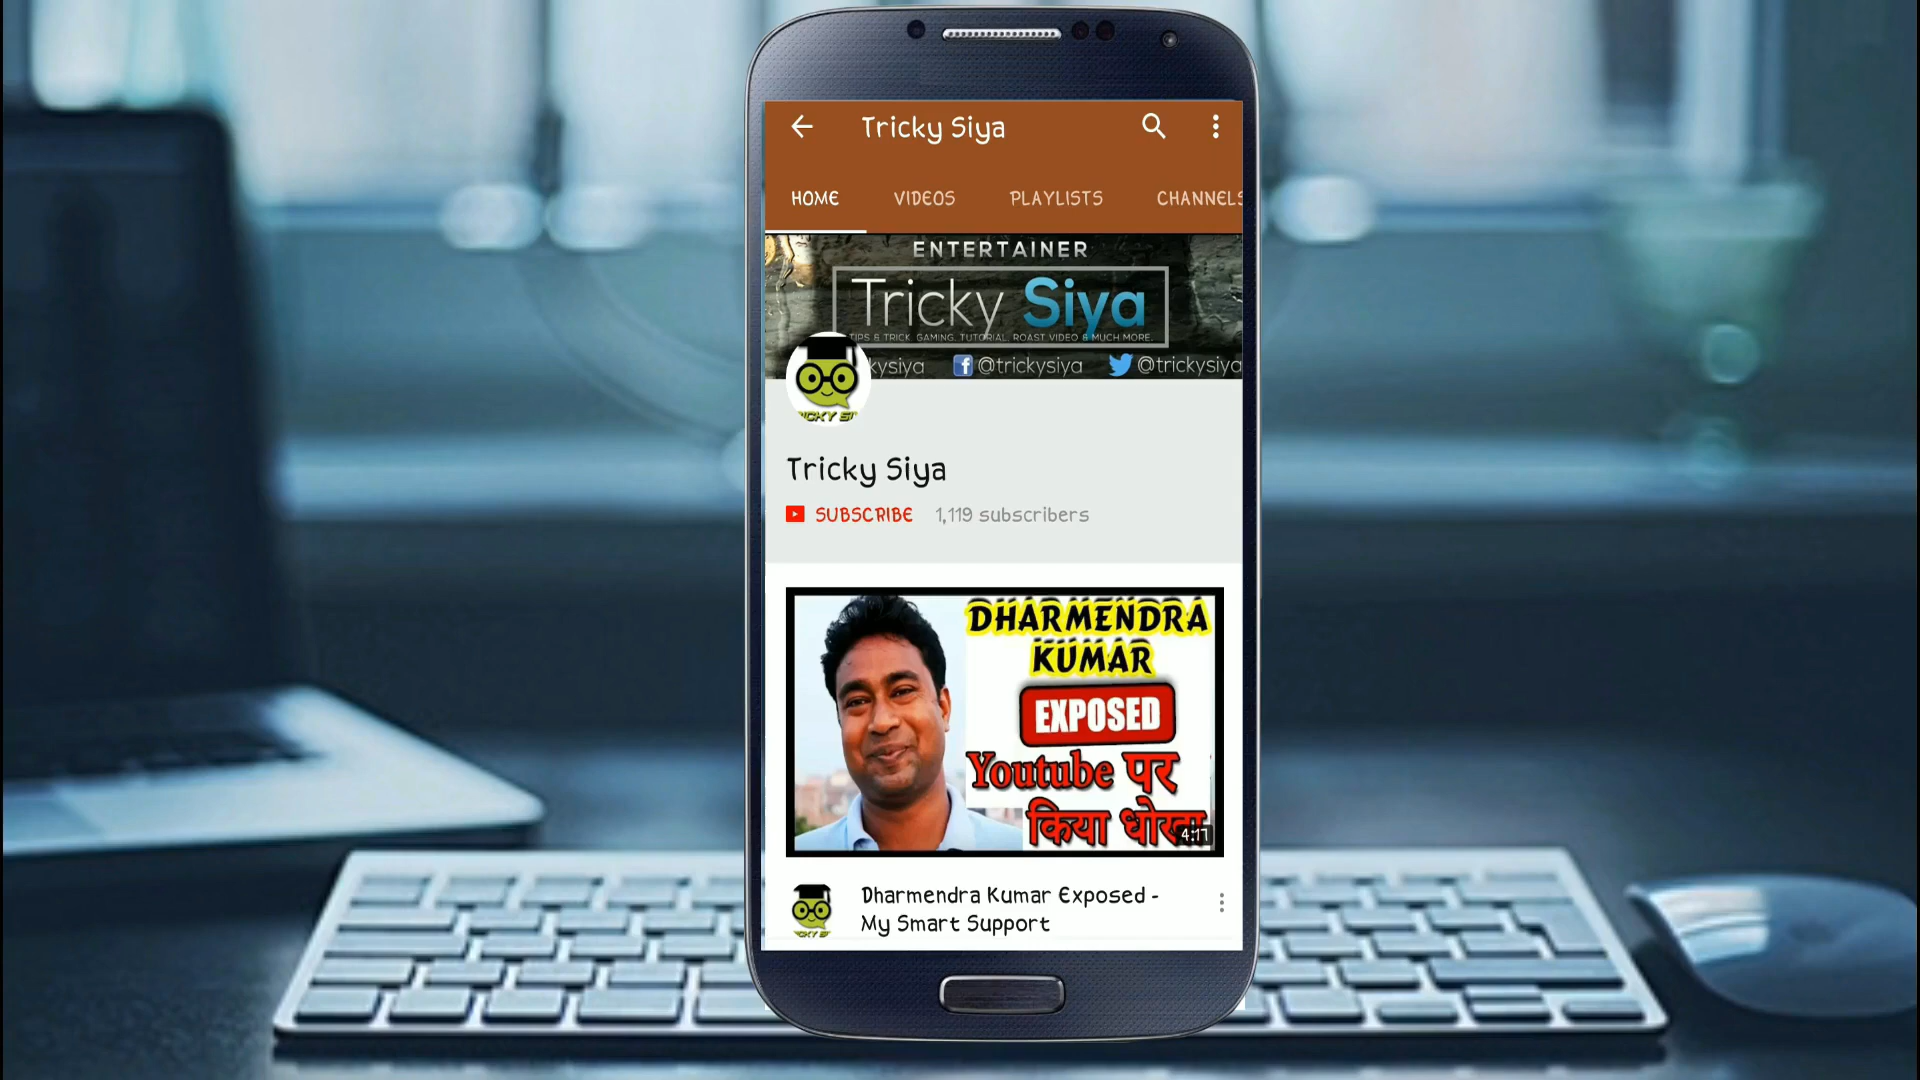 Tricky Siya
HOME VIDEOS PLAYLISTS CHANNELS
ENTERTAINER
Tricky Siya
TIPS & TRICK, GAMING, TUTORIAL, ROAST VIDEO & MUCH MORE.
kysiya @trickysiya @trickysiya
Tricky Siya
SUBSCRIBE 1,119 subscribers
DHARMENDRA
KUMAR
EXPOSED
Youtube पर
किया धोखा
4:17
Dharmendra Kumar Exposed -
My Smart Support